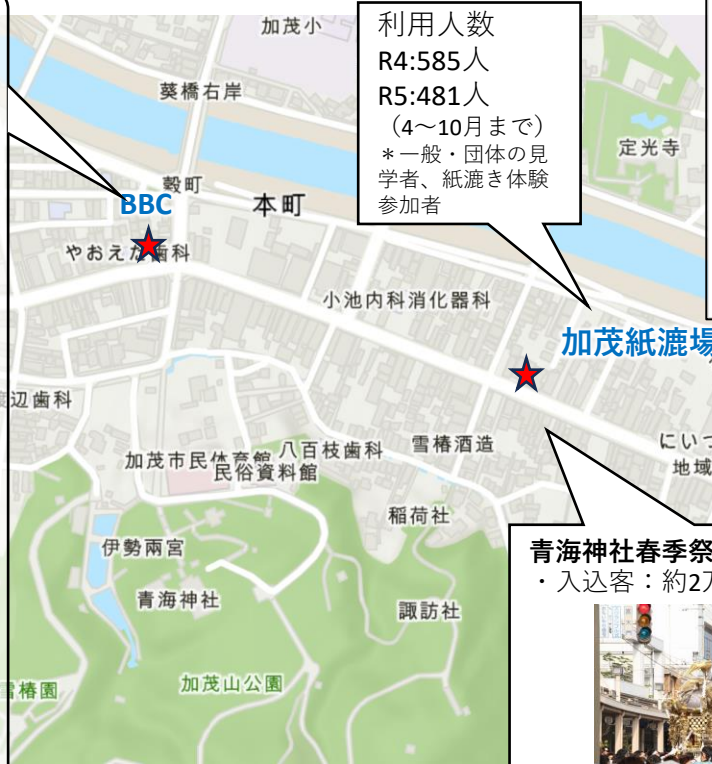 加茂小
利用人数
R4:585人
R5:481人
（4～10月まで）
＊一般・団体の見
学者、紙漉き体験
参加者
葵橋右岸
定光寺
穀町
BBC
本町
やおえだ歯科
小池内科消化器科
加茂紙漉場
辺歯科
加茂市民体育館
八百枝歯科
雪椿酒造
にいつ
地域
民俗資料館
稲荷社
伊勢兩宮
青海神社
諏訪社
青海神社春季祭
・入込客：約2万
加茂山公園
雪椿園